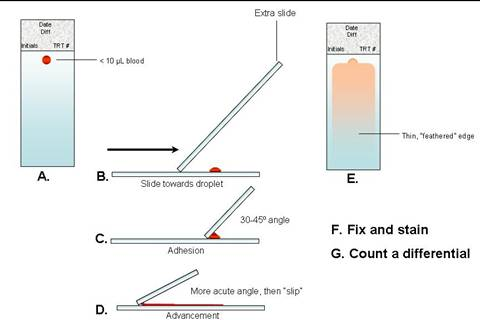 Extra slide
Date
Diff
Initials TRT #
< 10 µL blood
A.
B.
Slide towards droplet
C.
30-45º angle
Adhesion
D.
More acute angle, then "slip"
Advancement
Date
Diff
Initials TRT #
Thin, "feathered" edge
E.
F. Fix and stain
G. Count a differential